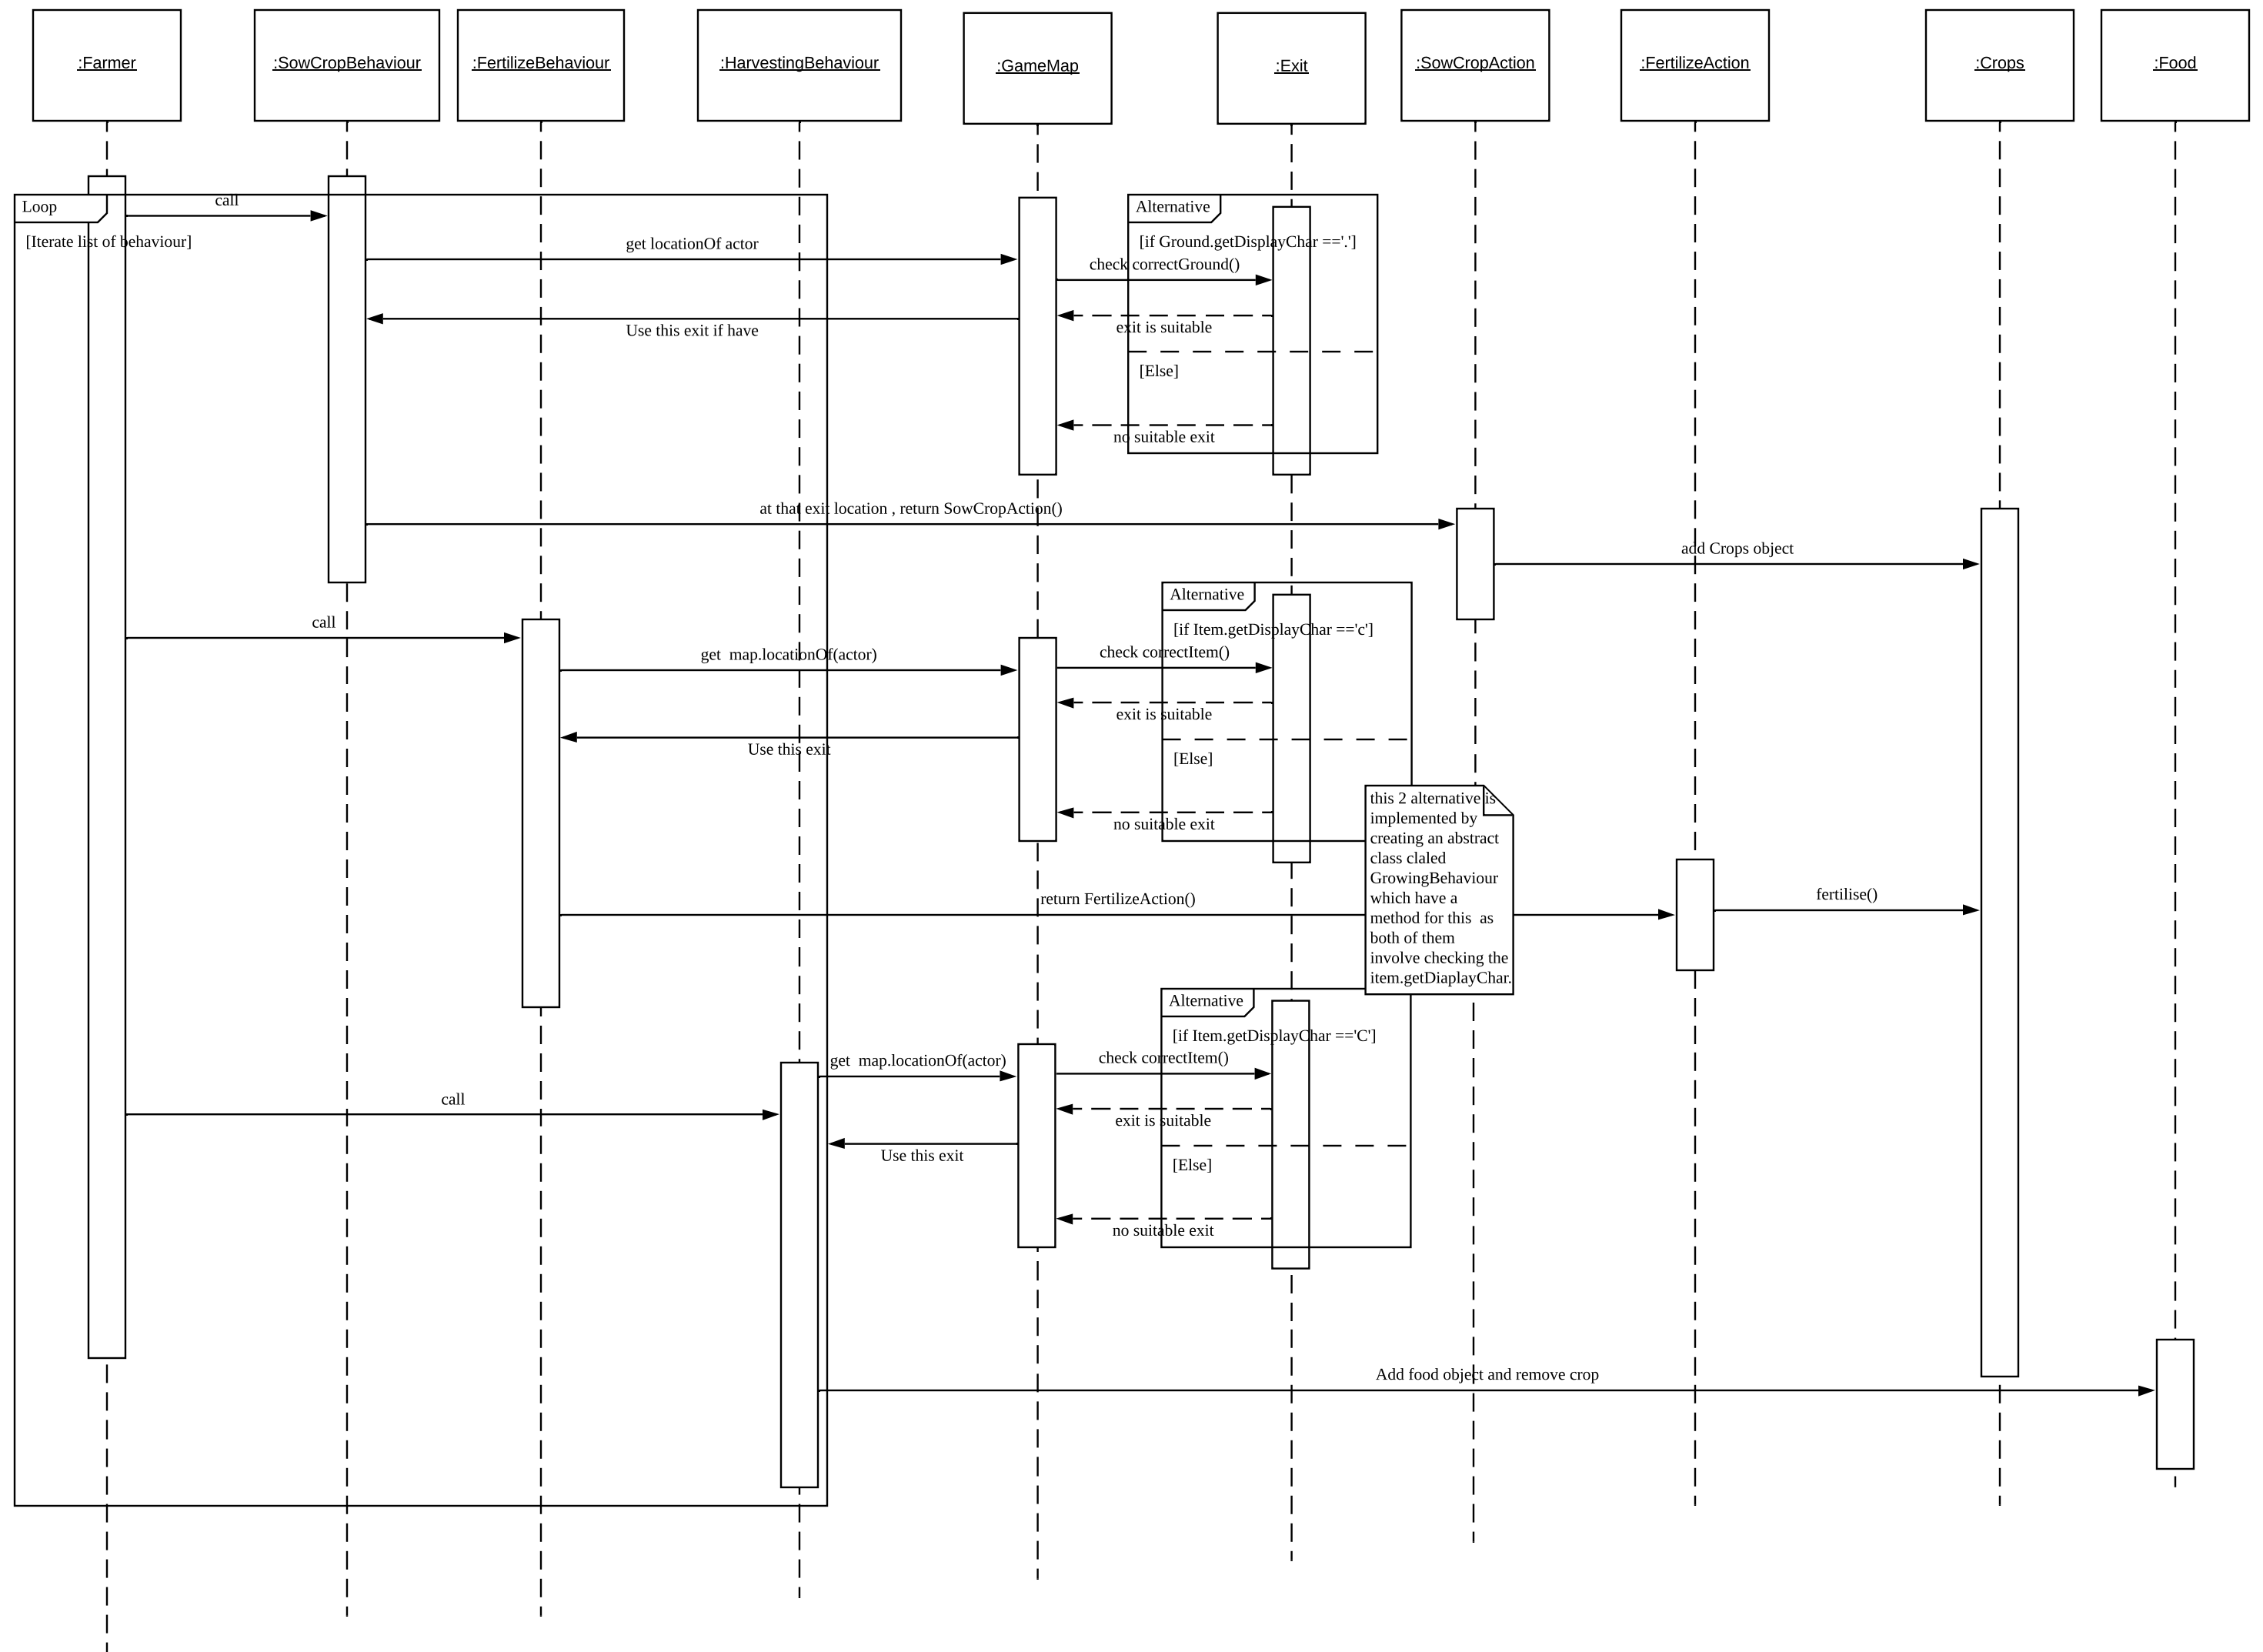 :Farmer
:SowCropBehaviour
:FertilizeBehaviour
:HarvestingBehaviour
:GameMap
:Exit
:SowCropAction
:FertilizeAction
:Crops
:Food
Loop
call
Alternative
[Iterate list of behaviour]
get locationOf actor
[if Ground.getDisplayChar =='.']
check correctGround()
Use this exit if have
exit is suitable
[Else]
no suitable exit
at that exit location , return SowCropAction()
add Crops object
Alternative
call
[if Item.getDisplayChar =='c']
get  map.locationOf(actor)
check correctItem()
exit is suitable
Use this exit
[Else]
no suitable exit
this 2 alternative is
implemented by
creating an abstract
class claled
GrowingBehaviour
which have a
method for this  as
both of them
involve checking the
item.getDiaplayChar.
return FertilizeAction()
fertilise()
Alternative
[if Item.getDisplayChar =='C']
get  map.locationOf(actor)
check correctItem()
call
exit is suitable
Use this exit
[Else]
no suitable exit
Add food object and remove crop